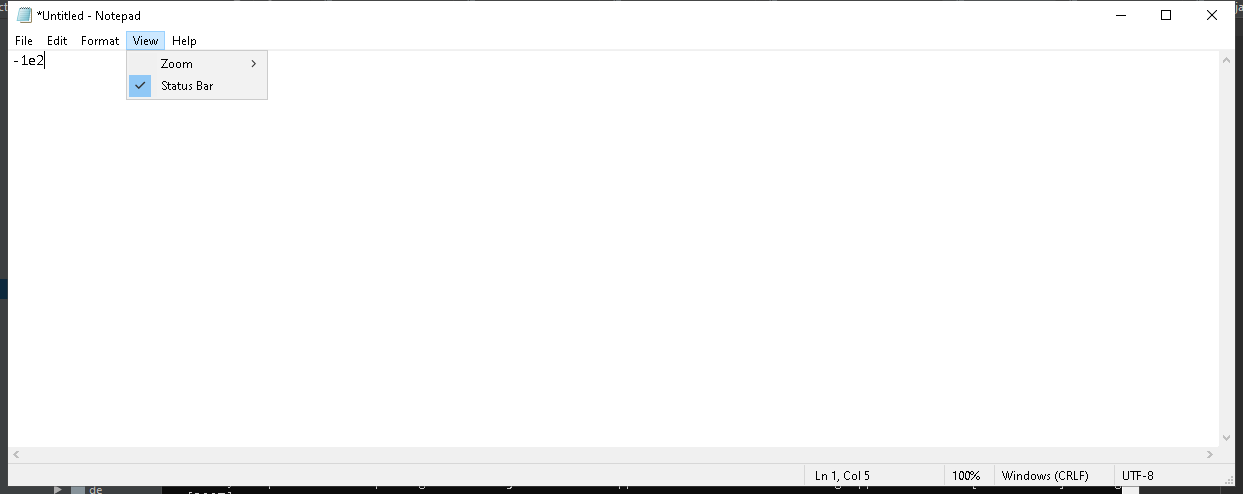 *Untitled - Notepad
File Edit Format View Help
-1e2
Zoom
Status Bar
Ln 1, Col 5 100% Windows (CRLF) UTF-8
de